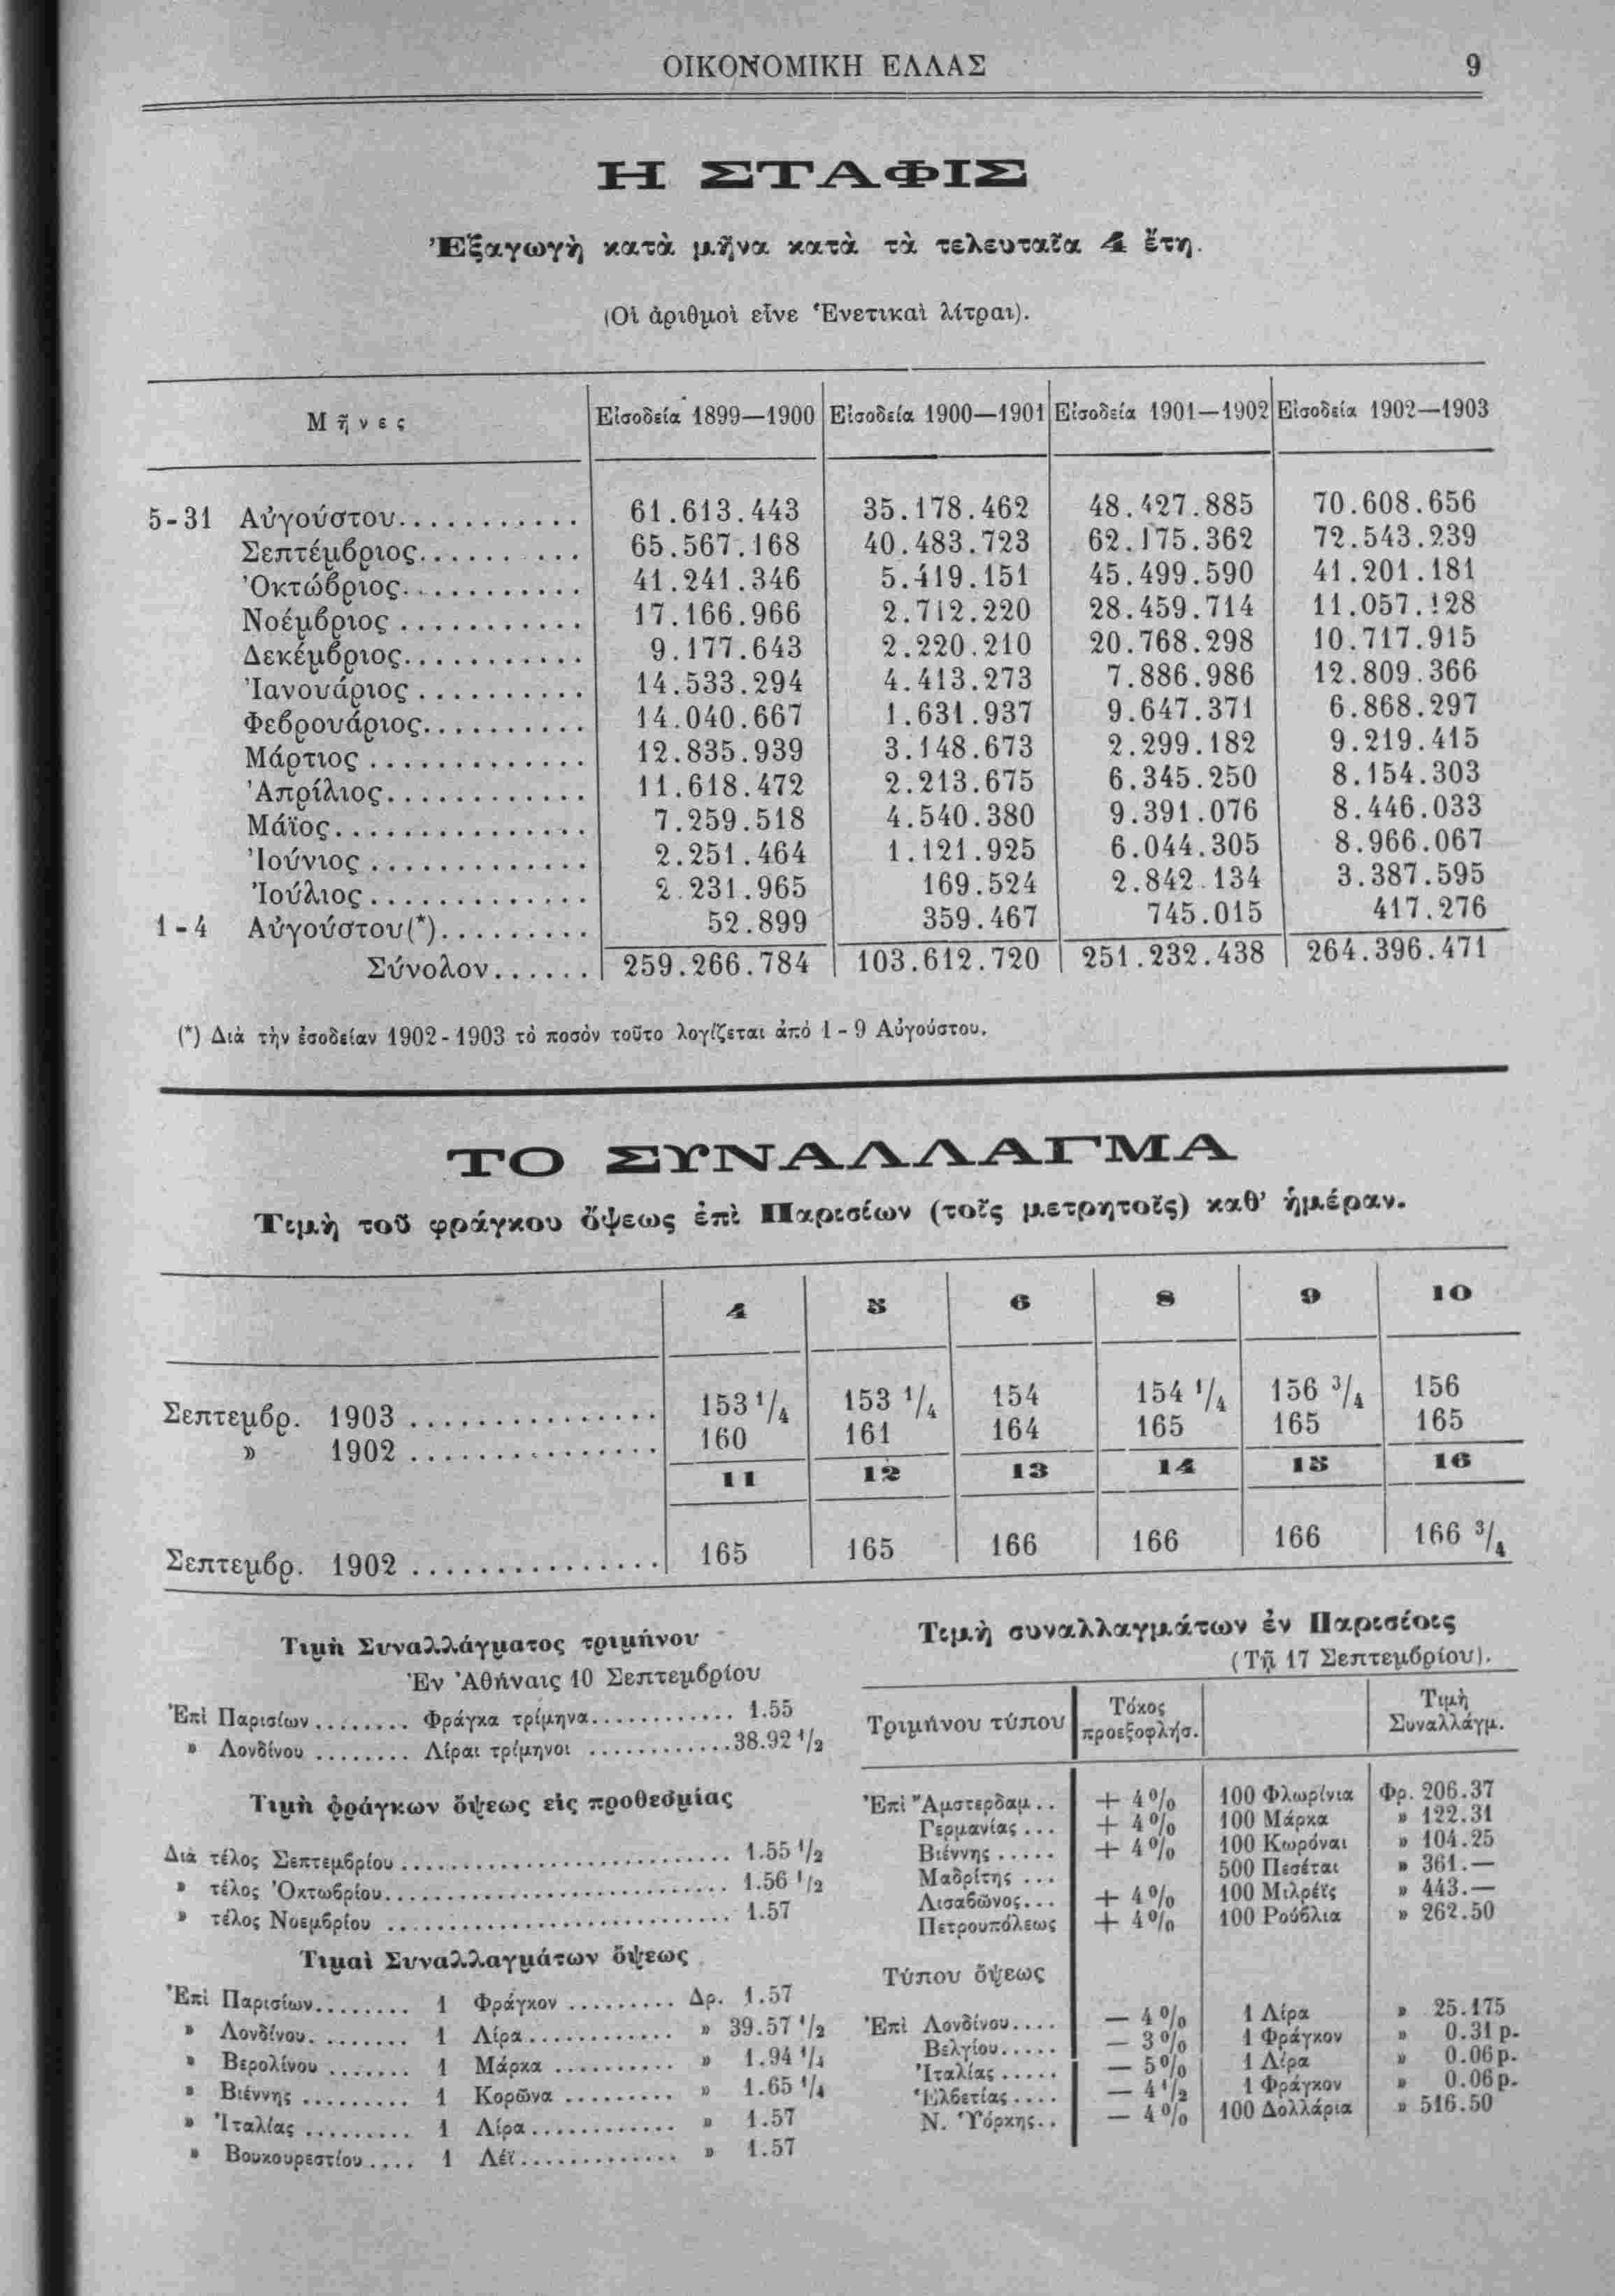 ΟΙΚΟΝΟΜΙΚΗ ΕΛΛΑΣ 9
Η ΣΤΑΦΙΣ
Ἐξαγωγὴ κατὰ μῆνα κατὰ τὰ τελευταῖα 4 ἔτη.
(Οἱ ἀριθμοὶ εἶνε Ἑνετικαὶ λίτραι).
Μῆνες Εἰσοδεία 1899—1900 Εἰσοδεία 1900—1901 Εἰσοδεία 1901—1902 Εἰσοδεία 1902—1903
5-31 Αὐγούστου........... 61.613.443 35.178.462 48.427.885 70.608.656
Σεπτέμβριος.......... 65.567.168 40.483.723 62.175.362 72.543.239
Ὀκτώβριος........... 41.241.346 5.419.151 45.499.590 41.201.181
Νοέμβριος........... 17.166.966 2.712.220 28.459.714 11.057.128
Δεκέμβριος........... 9.177.643 2.220.210 20.768.298 10.717.915
Ἰανουάριος.......... 14.533.294 4.413.273 7.886.986 12.809.366
Φεβρουάριος.......... 14.040.667 1.631.937 9.647.371 6.868.297
Μάρτιος............. 12.835.939 3.148.673 2.299.182 9.219.415
Ἀπρίλιος............ 11.618.472 2.213.675 6.345.250 8.154.303
Μάϊος............... 7.259.518 4.540.380 9.391.076 8.446.033
Ἰούνιος............. 2.251.464 1.121.925 6.044.305 8.966.067
Ἰούλιος............. 2.231.965 169.524 2.842.134 3.387.595
1-4 Αὐγούστου(*)......... 52.899 359.467 745.015 417.276
Σύνολον...... 259.266.784 103.612.720 251.232.438 264.396.471
(*) Διὰ τὴν ἐσοδείαν 1902-1903 τὸ ποσὸν τοῦτο λογίζεται ἀπό 1-9 Αὐγούστου.
ΤΟ ΣΥΝΑΛΛΑΓΜΑ
Τιμὴ τοῦ φράγκου ὄψεως ἐπὶ Παρισίων (τοῖς μετρητοῖς) καθ' ἡμέραν.
4 5 6 8 9 10
Σεπτεμβρ. 1903............... 153 1/4 153 1/4 154 154 1/4 156 3/4 156
» 1902............... 160 161 164 165 165 165
11 12 13 14 15 16
Σεπτεμβρ. 1902............... 165 165 166 166 166 166 3/4
Τιμὴ Συναλλάγματος τριμήνου
Ἐν Ἀθήναις 10 Σεπτεμβρίου
Ἐπὶ Παρισίων........ Φράγκα τρίμηνα............. 1.55
» Λονδίνου........ Λίραι τρίμηνοι.............38.92 1/2
Τιμὴ φράγκων ὄψεως εἰς προθεσμίας
Διὰ τέλος Σεπτεμβρίου.............................. 1.55 1/2
» τέλος Ὀκτωβρίου.............................. 1.56 1/2
» τέλος Νοεμβρίου.............................. 1.57
Τιμαὶ Συναλλαγμάτων ὄψεως
Ἐπὶ Παρισίων........ 1 Φράγκον......... Δρ. 1.57
» Λονδίνου........ 1 Λίρα............. » 39.57 1/2
» Βερολίνου....... 1 Μάρκα........... » 1.94 1/4
» Βιέννης......... 1 Κορῶνα.......... » 1.65 1/4
» Ἰταλίας......... 1 Λίρα............. » 1.57
» Βουκουρεστίου.... 1 Λέϊ.............. » 1.57
Τιμὴ συναλλαγμάτων ἐν Παρισίοις
(Τῇ 17 Σεπτεμβρίου).
Τριμήνου τύπου Τόκος προεξοφλήσ. Τιμὴ Συναλλάγμ.
Ἐπὶ Ἄμστερδαμ.. + 4% 100 Φλωρίνια Φρ. 206.37
Γερμανίας... + 4% 100 Μάρκα » 122.31
Βιέννης..... + 4% 100 Κωρόναι » 104.25
Μαδρίτης ... 500 Πεσέται » 361.—
Λισαβῶνος... + 4% 100 Μιλρέϊς » 443.—
Πετρουπόλεως + 4% 100 Ρούβλια » 262.50
Τύπου ὄψεως
Ἐπὶ Λονδίνου.... — 4% 1 Λίρα » 25.175
Βελγίου..... — 3% 1 Φράγκον » 0.31 p.
Ἰταλίας..... — 5% 1 Λίρα » 0.06 p.
Ἑλβετίας.... — 4 1/2 1 Φράγκον » 0.06 p.
Ν. Ὑόρκης.. — 4% 100 Δολλάρια » 516.50